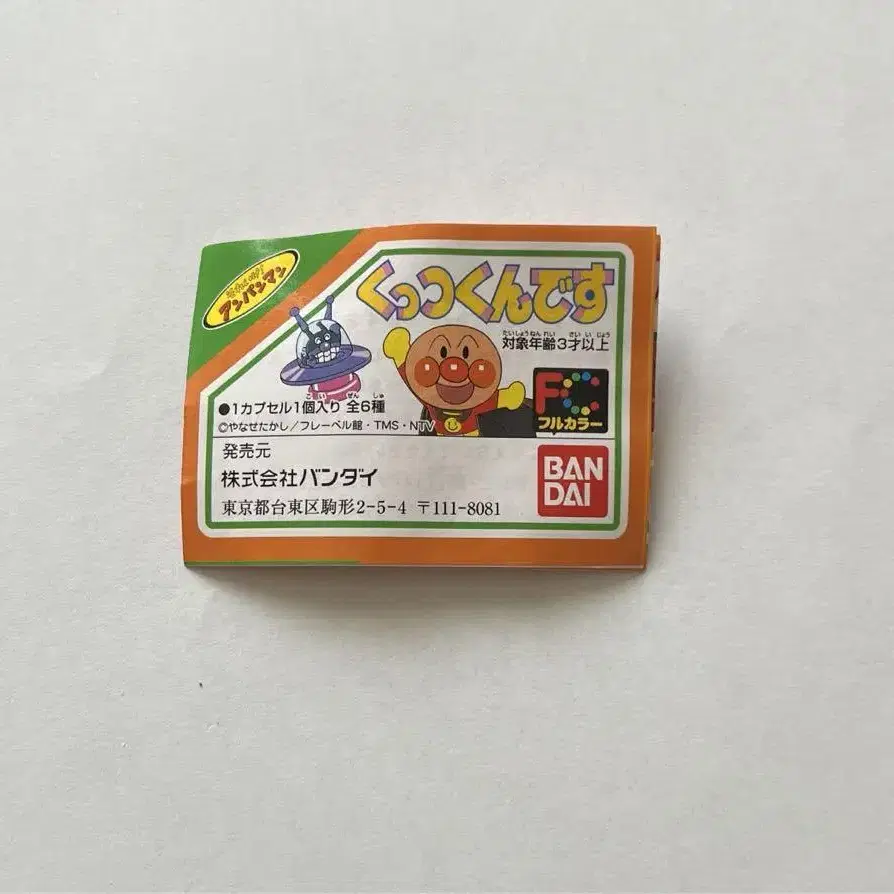 それいけ!
アンパンマン
くっつくんです
たいしょうねんれい さいいじょう
対象年齢3才以上
FC
フルカラー
こい ぜん しゅ
●1カプセル1個入り 全6種
©やなせたかし/フレーベル館・TMS・NTV
発売元
株式会社バンダイ
東京都台東区駒形2-5-4 〒111-8081
BAN
DAI